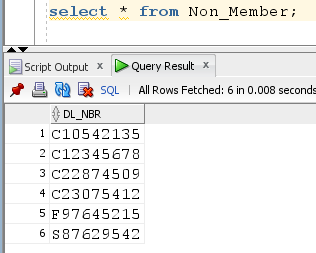 select * from Non_Member;
Script Output x Query Result x
SQL | All Rows Fetched: 6 in 0.008 seconds
DL_NBR
1 C10542135
2 C12345678
3 C22874509
4 C23075412
5 F97645215
6 S87629542